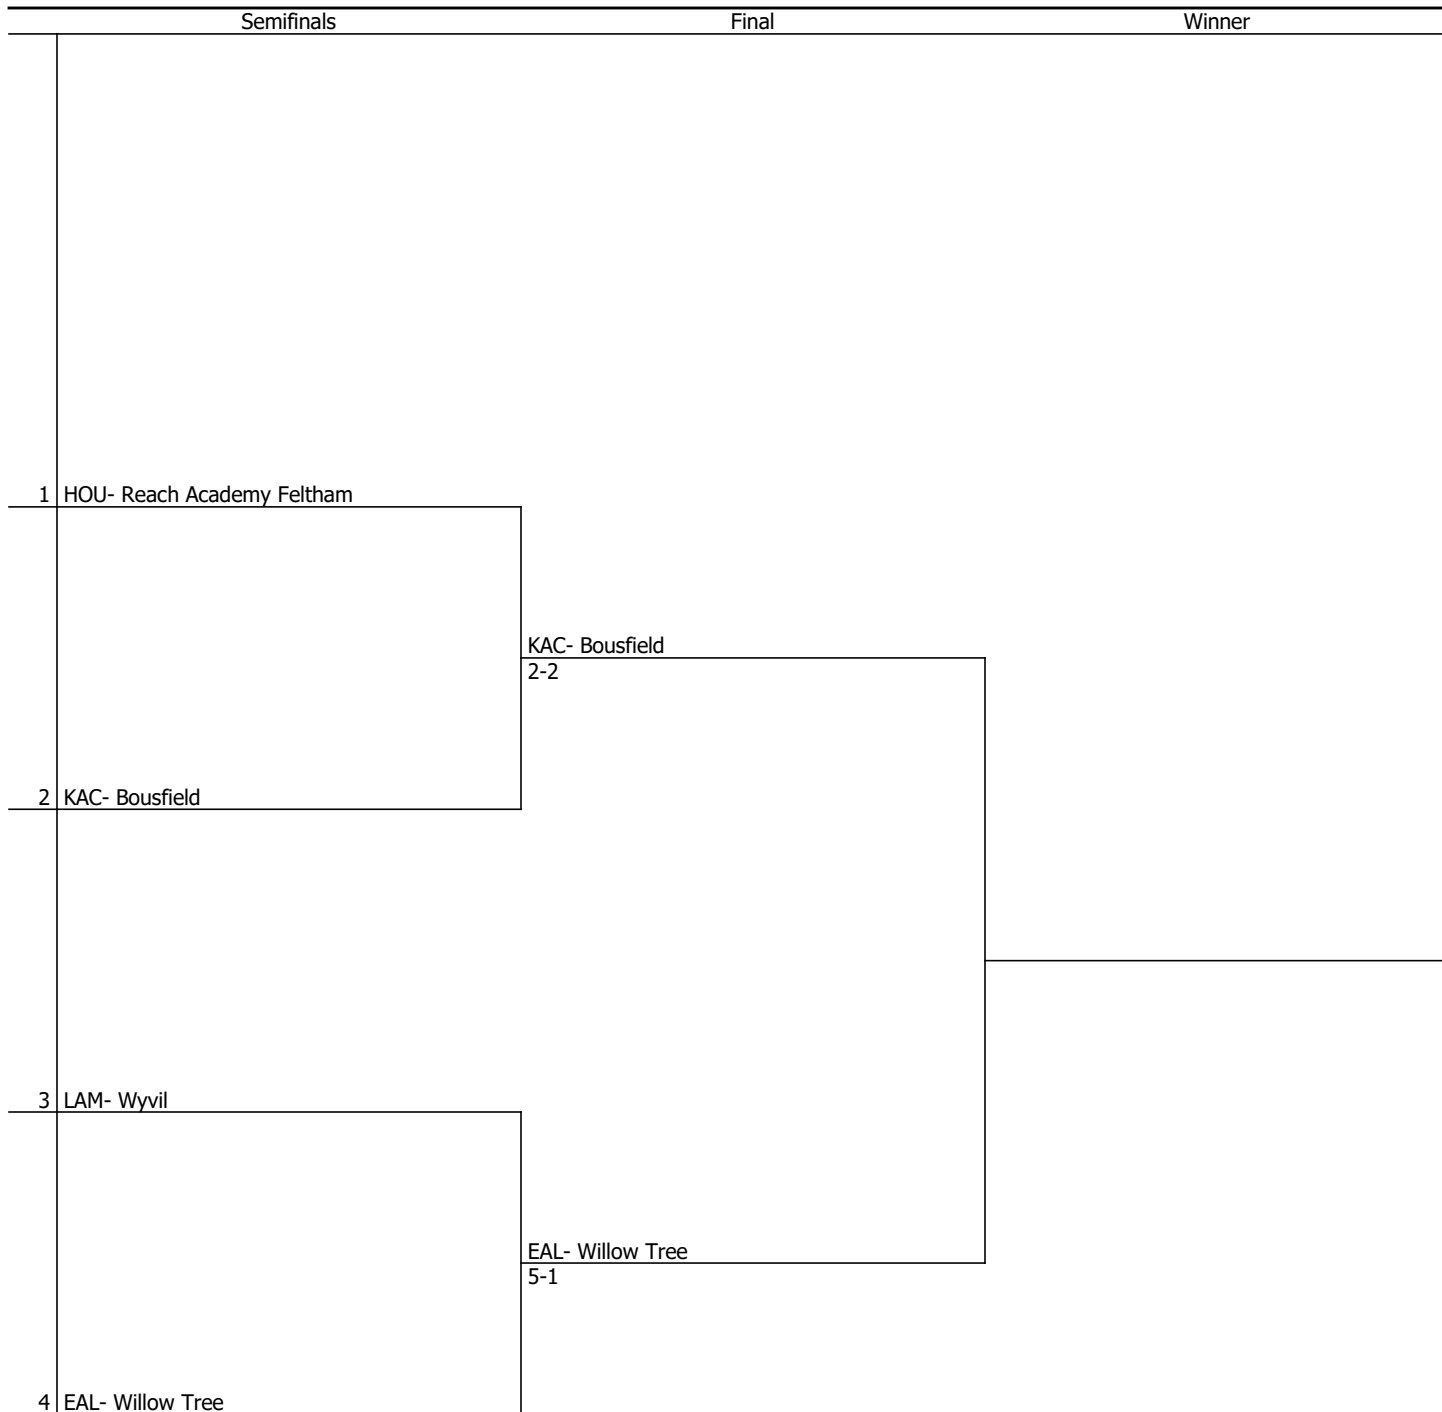 Semifinals Final Winner
1 HOU- Reach Academy Feltham
KAC- Bousfield
2-2
2 KAC- Bousfield
3 LAM- Wyvil
EAL- Willow Tree
5-1
4 EAL- Willow Tree